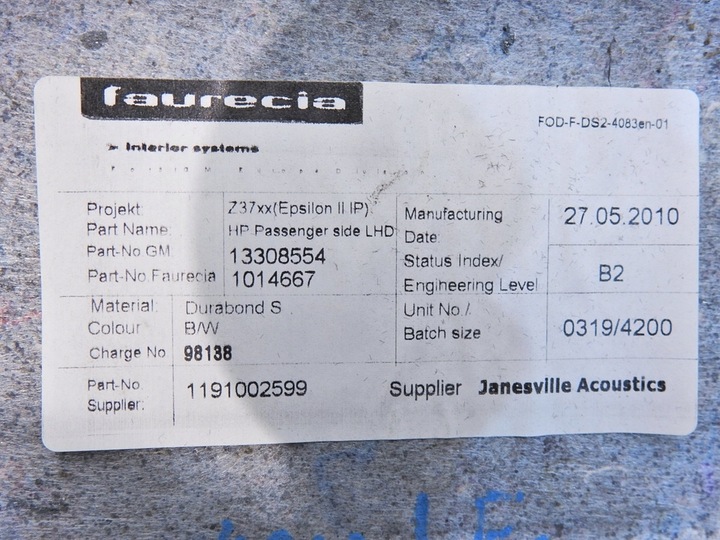 faurecia
FOD-F-DS2-4083en-01
➤ Interior systems
Projekt: Z37xx(Epsilon II IP)
Part Name: HP Passenger side LHD
Part-No.GM 13308554
Part-No.Faurecia 1014667
Manufacturing Date: 27.05.2010
Status Index/ Engineering Level B2
Material: Durabond S
Colour B/W
Charge No 98138
Unit No./ Batch size 0319/4200
Part-No. Supplier: 1191002599
Supplier Janesville Acoustics